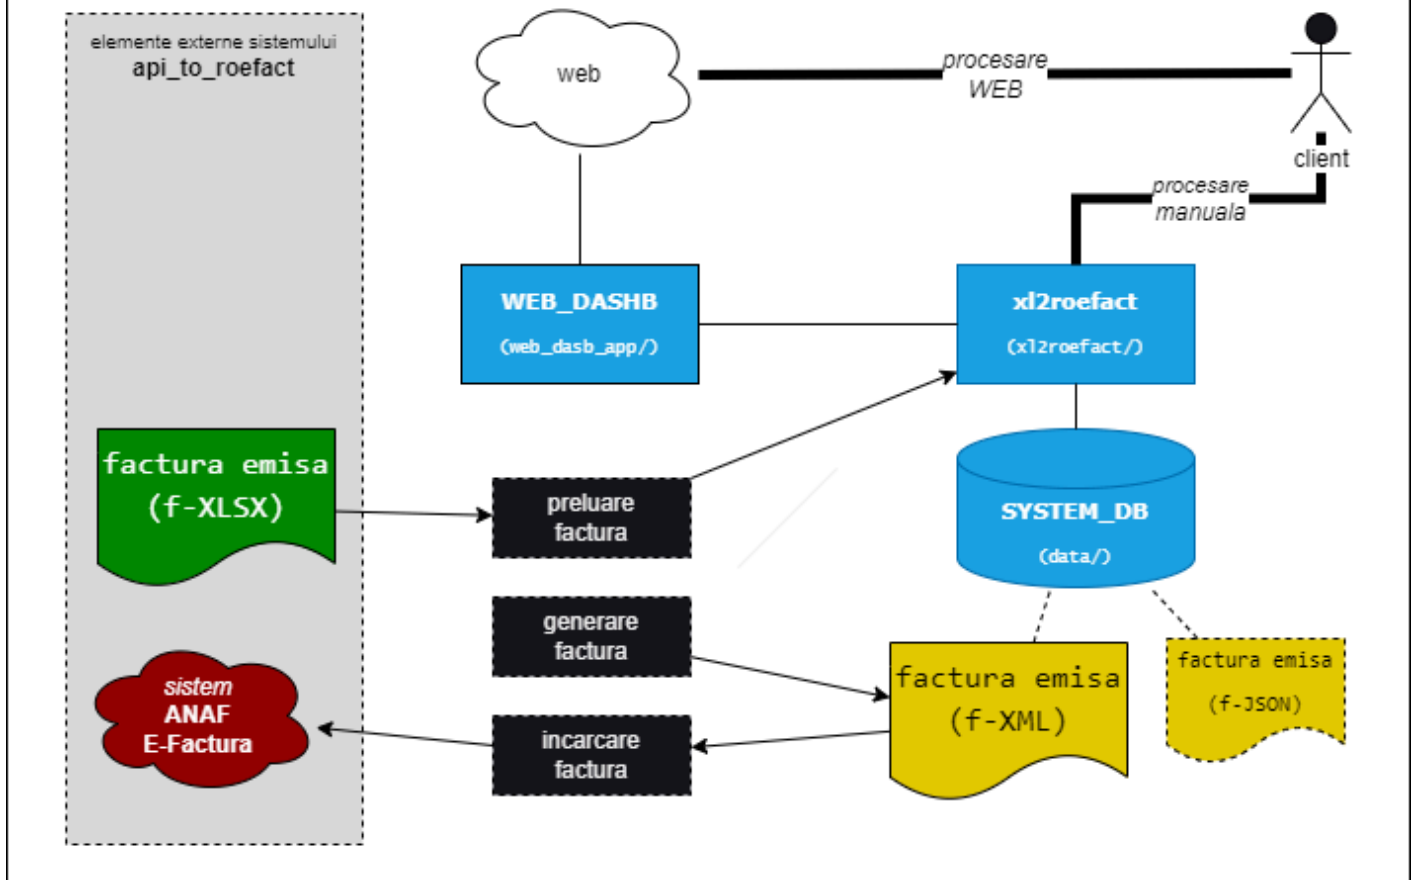 elemente externe sistemului
api_to_roefact
web
procesare
WEB
client
procesare
manuala
WEB_DASHB
(web_dasb_app/)
xl2roefact
(xl2roefact/)
factura emisa
(f-XLSX)
preluare
factura
SYSTEM_DB
(data/)
generare
factura
factura emisa
(f-XML)
factura emisa
(f-JSON)
sistem
ANAF
E-Factura
incarcare
factura